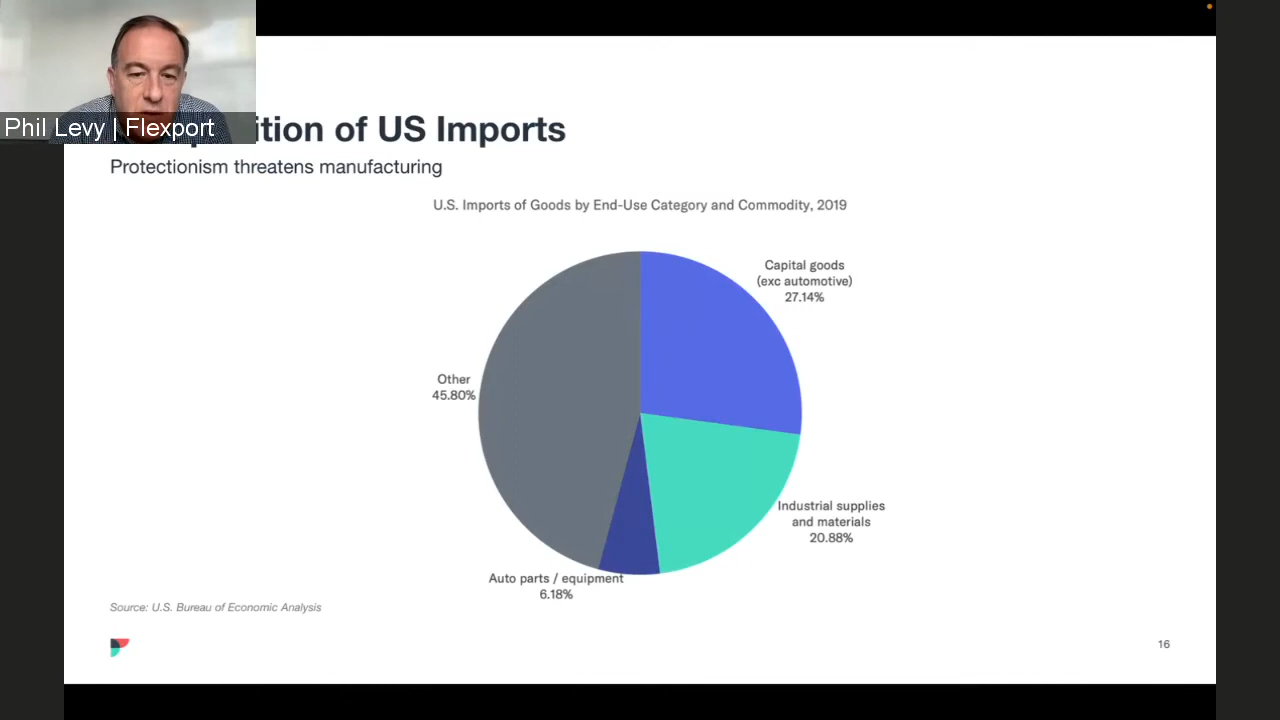 Phil Levy | Flexport
ition of US Imports
Protectionism threatens manufacturing
U.S. Imports of Goods by End-Use Category and Commodity, 2019
Capital goods
(exc automotive)
27.14%
Other
45.80%
Industrial supplies
and materials
20.88%
Auto parts / equipment
6.18%
Source: U.S. Bureau of Economic Analysis
16